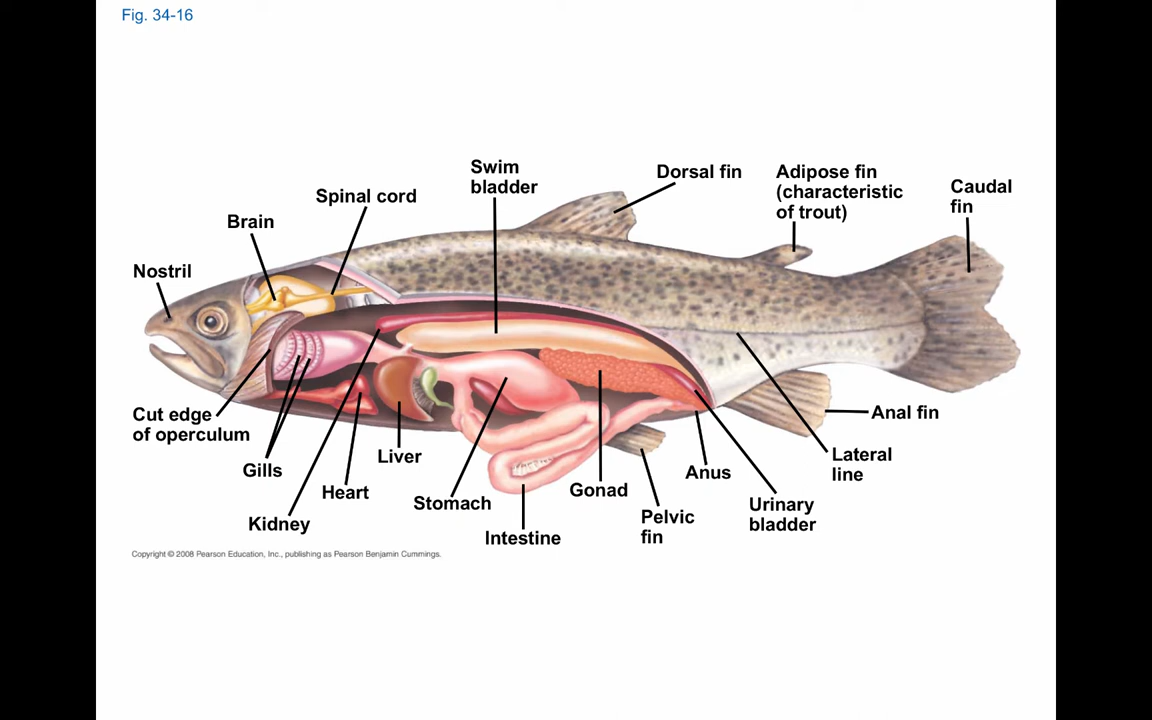 Fig. 34-16
Swim
bladder
Dorsal fin
Adipose fin
(characteristic
of trout)
Caudal
fin
Spinal cord
Brain
Nostril
Cut edge
of operculum
Gills
Kidney
Heart
Liver
Stomach
Intestine
Gonad
Pelvic
fin
Anus
Urinary
bladder
Lateral
line
Anal fin
Copyright © 2008 Pearson Education, Inc., publishing as Pearson Benjamin Cummings.